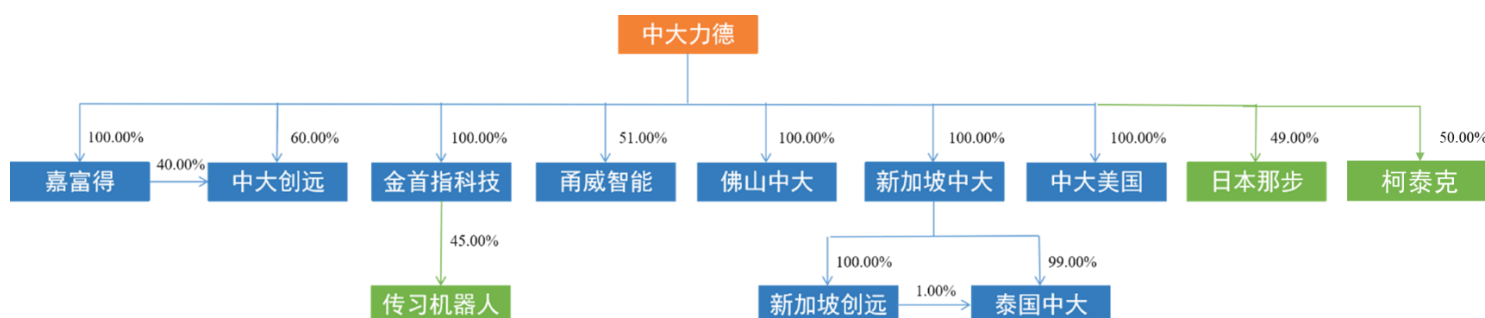 中大力德
100.00%
60.00%
100.00%
51.00%
100.00%
100.00%
100.00%
49.00%
50.00%
40.00%
嘉富得
中大创远
金首指科技
甬威智能
佛山中大
新加坡中大
中大美国
日本那步
柯泰克
45.00%
100.00%
99.00%
1.00%
传习机器人
新加坡创远
泰国中大